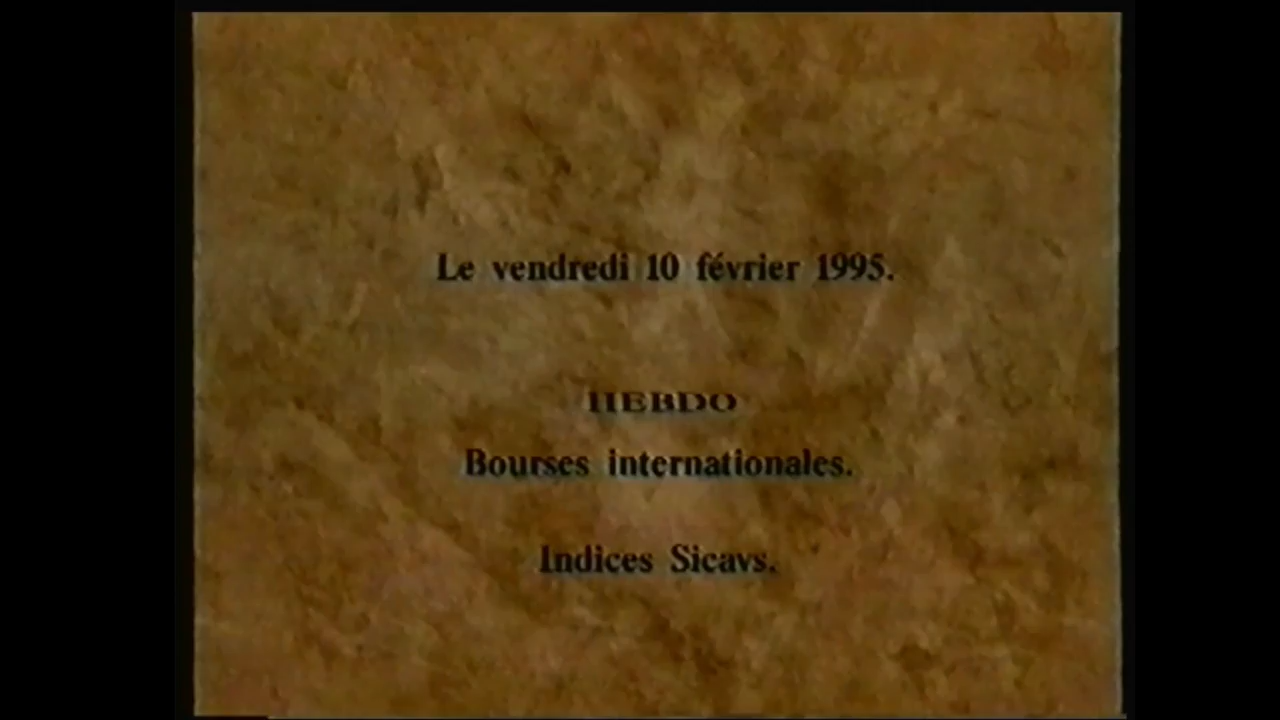 Le vendredi 10 février 1995.
HEBDO
Bourses internationales.
Indices Sicavs.